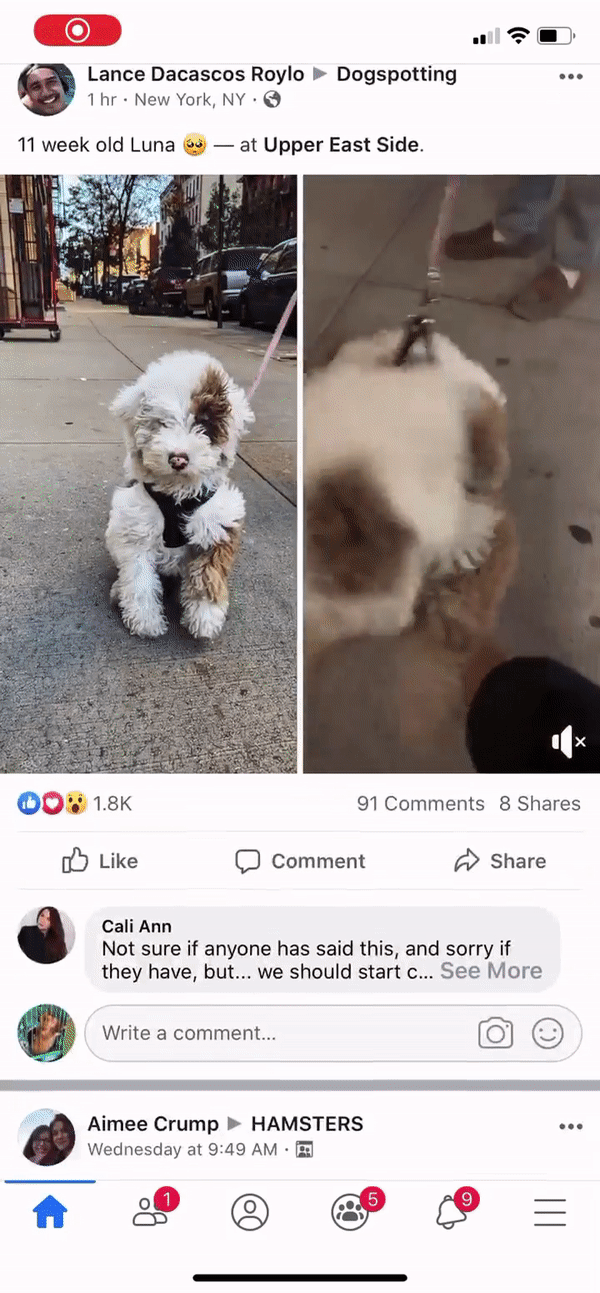 Lance Dacascos Roylo ▶ Dogspotting
1 hr · New York, NY ·
11 week old Luna 🥺 — at Upper East Side.
1.8K 91 Comments 8 Shares
Like Comment Share
Cali Ann
Not sure if anyone has said this, and sorry if
they have, but... we should start c... See More
Write a comment...
Aimee Crump ▶ HAMSTERS
Wednesday at 9:49 AM ·
1 5 9